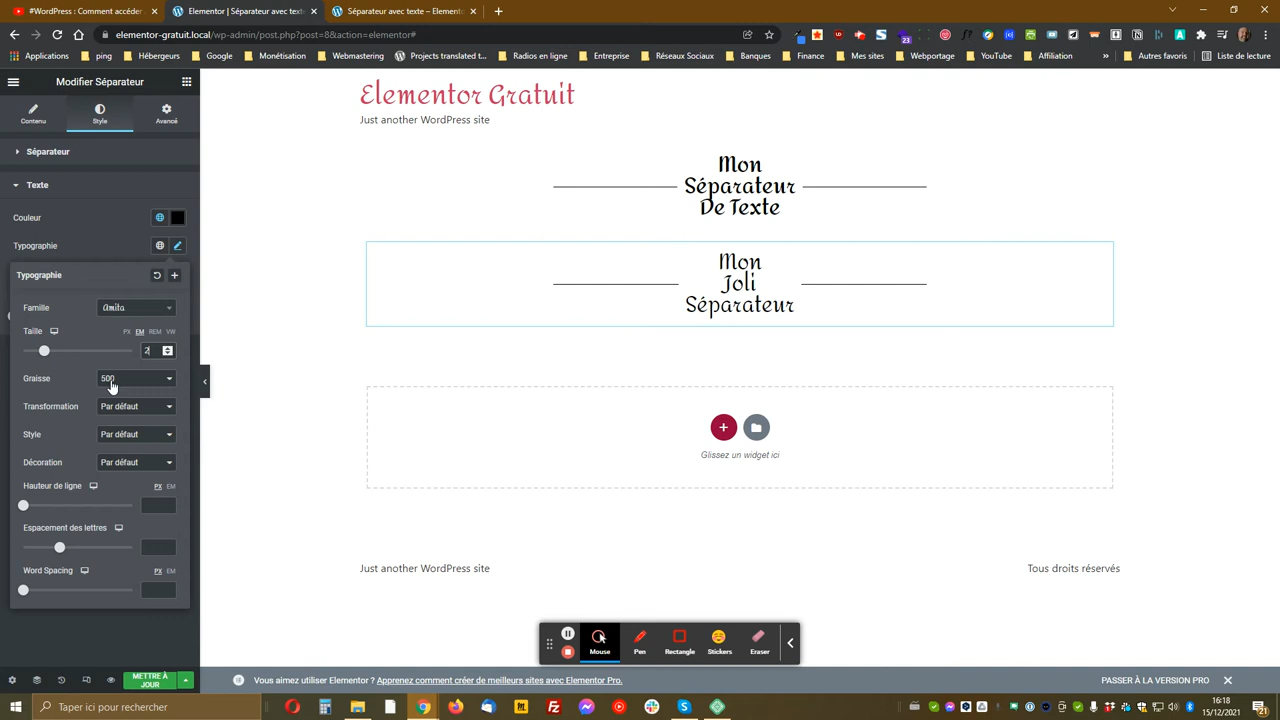 #WordPress : Comment accéder
Elementor | Séparateur avec texte
Séparateur avec texte – Elemento
elementor-gratuit.local/wp-admin/post.php?post=8&action=elementor#
Applications ping Hébergeurs Google Monétisation Webmastering Projects translated t... Radios en ligne Entreprise Réseaux Sociaux Banques Finance Mes sites Webportage YouTube Affiliation » Autres favoris Liste de lecture
Modifier Séparateur
Contenu Style Avancé
Séparateur
Texte
Couleur
Typographie
Typographie
Famille Amita
Taille PX EM REM VW
2
Graisse 500
Transformation Par défaut
Style Par défaut
Décoration Par défaut
Hauteur de ligne PX EM
Espacement des lettres
Word Spacing PX EM
METTRE À JOUR
Elementor Gratuit
Just another WordPress site
Mon
Séparateur
De Texte
Mon
Joli
Séparateur
Glissez un widget ici
Just another WordPress site
Tous droits réservés
Mouse Pen Rectangle Stickers Eraser
Vous aimez utiliser Elementor ? Apprenez comment créer de meilleurs sites avec Elementor Pro.
PASSER À LA VERSION PRO
Taper ici pour rechercher
16:18
15/12/2021